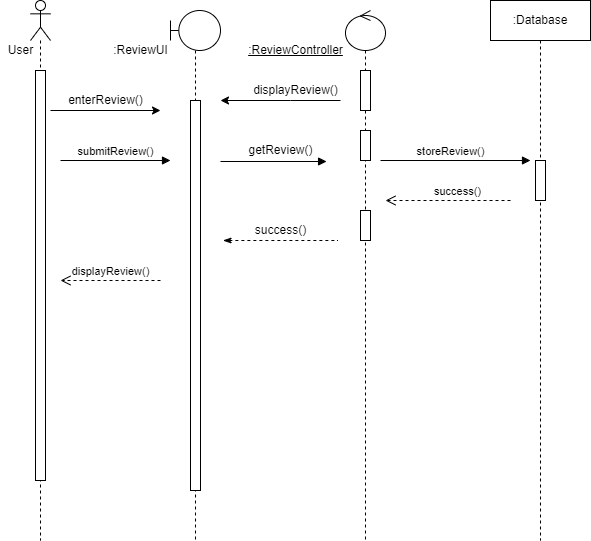 User
:ReviewUI
:ReviewController
:Database
displayReview()
enterReview()
submitReview()
getReview()
storeReview()
success()
success()
displayReview()